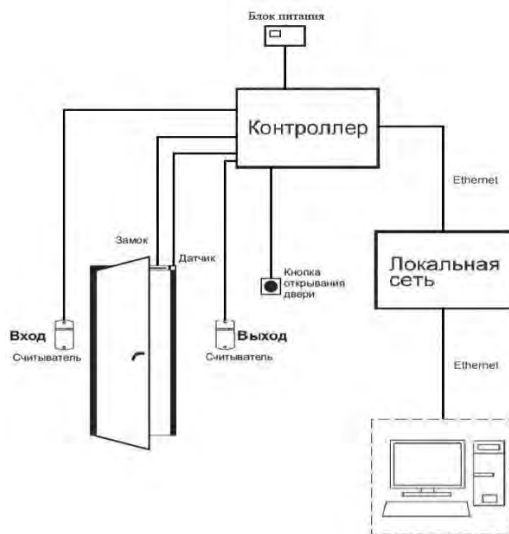 Блок питания
Контроллер
Ethernet
Замок
Датчик
Локальная
сеть
Кнопка
открывания
двери
Вход
Считыватель
Выход
Считыватель
Ethernet